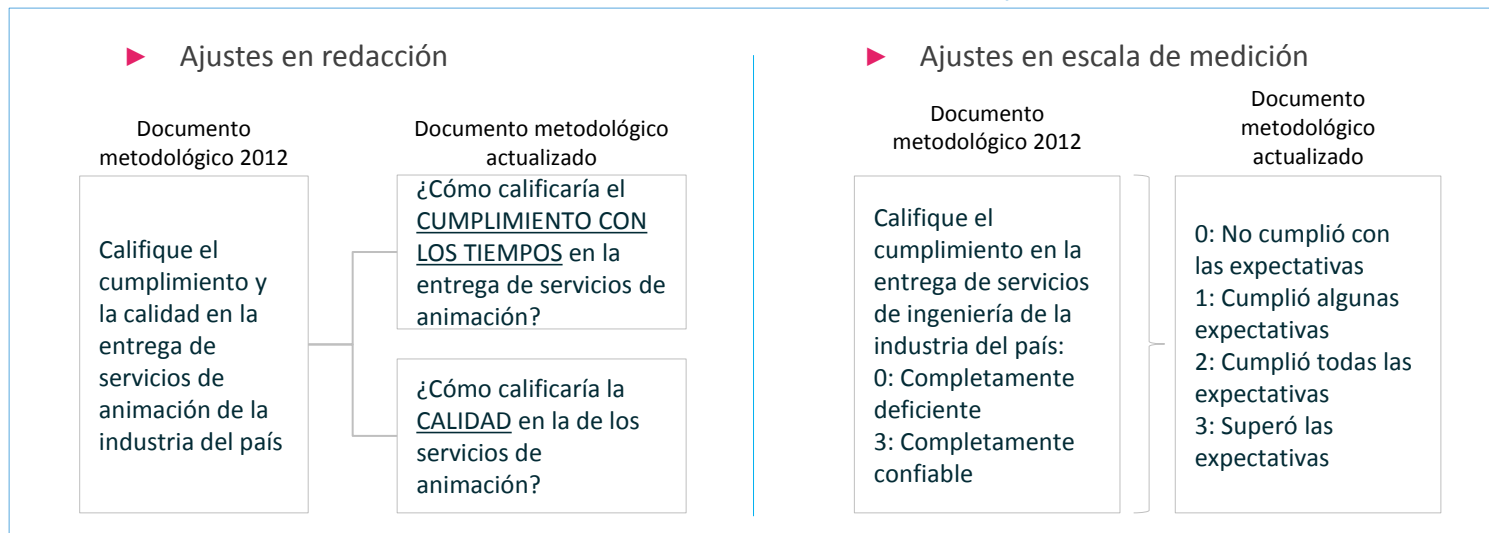 Ajustes en redacción
Documento
metodológico 2012
Documento metodológico
actualizado
Califique el
cumplimiento y
la calidad en la
entrega de
servicios de
animación de la
industria del país
¿Cómo calificaría el
CUMPLIMIENTO CON
LOS TIEMPOS en la
entrega de servicios de
animación?
¿Cómo calificaría la
CALIDAD en la de los
servicios de
animación?
Ajustes en escala de medición
Documento
metodológico 2012
Documento
metodológico
actualizado
Califique el
cumplimiento en la
entrega de servicios
de ingeniería de la
industria del país:
0: Completamente
deficiente
3: Completamente
confiable
0: No cumplió con
las expectativas
1: Cumplió algunas
expectativas
2: Cumplió todas las
expectativas
3: Superó las
expectativas